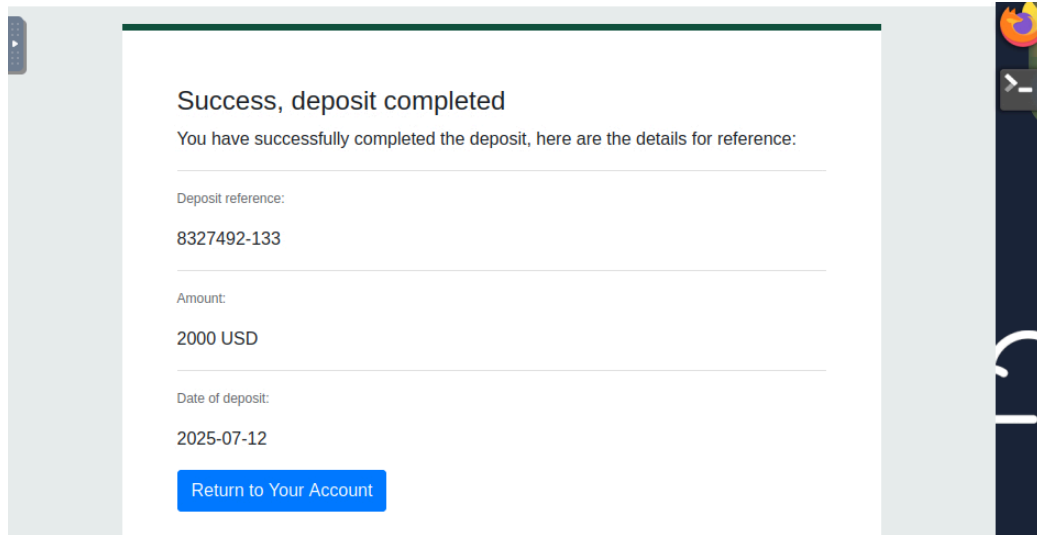 Success, deposit completed
You have successfully completed the deposit, here are the details for reference:
Deposit reference:
8327492-133
Amount:
2000 USD
Date of deposit:
2025-07-12
Return to Your Account